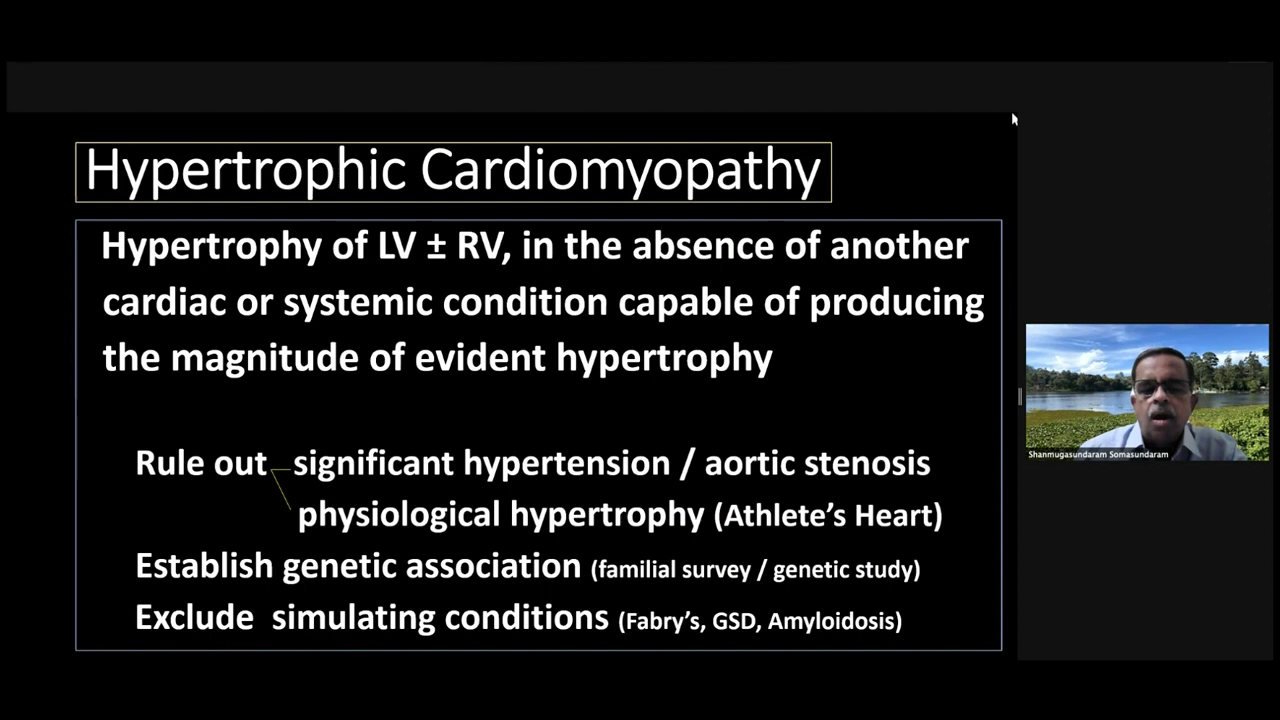 Hypertrophic Cardiomyopathy
Hypertrophy of LV ± RV, in the absence of another
cardiac or systemic condition capable of producing
the magnitude of evident hypertrophy
Rule out significant hypertension / aortic stenosis
physiological hypertrophy (Athlete's Heart)
Establish genetic association (familial survey / genetic study)
Exclude simulating conditions (Fabry's, GSD, Amyloidosis)
Shanmugasundaram Somasundaram